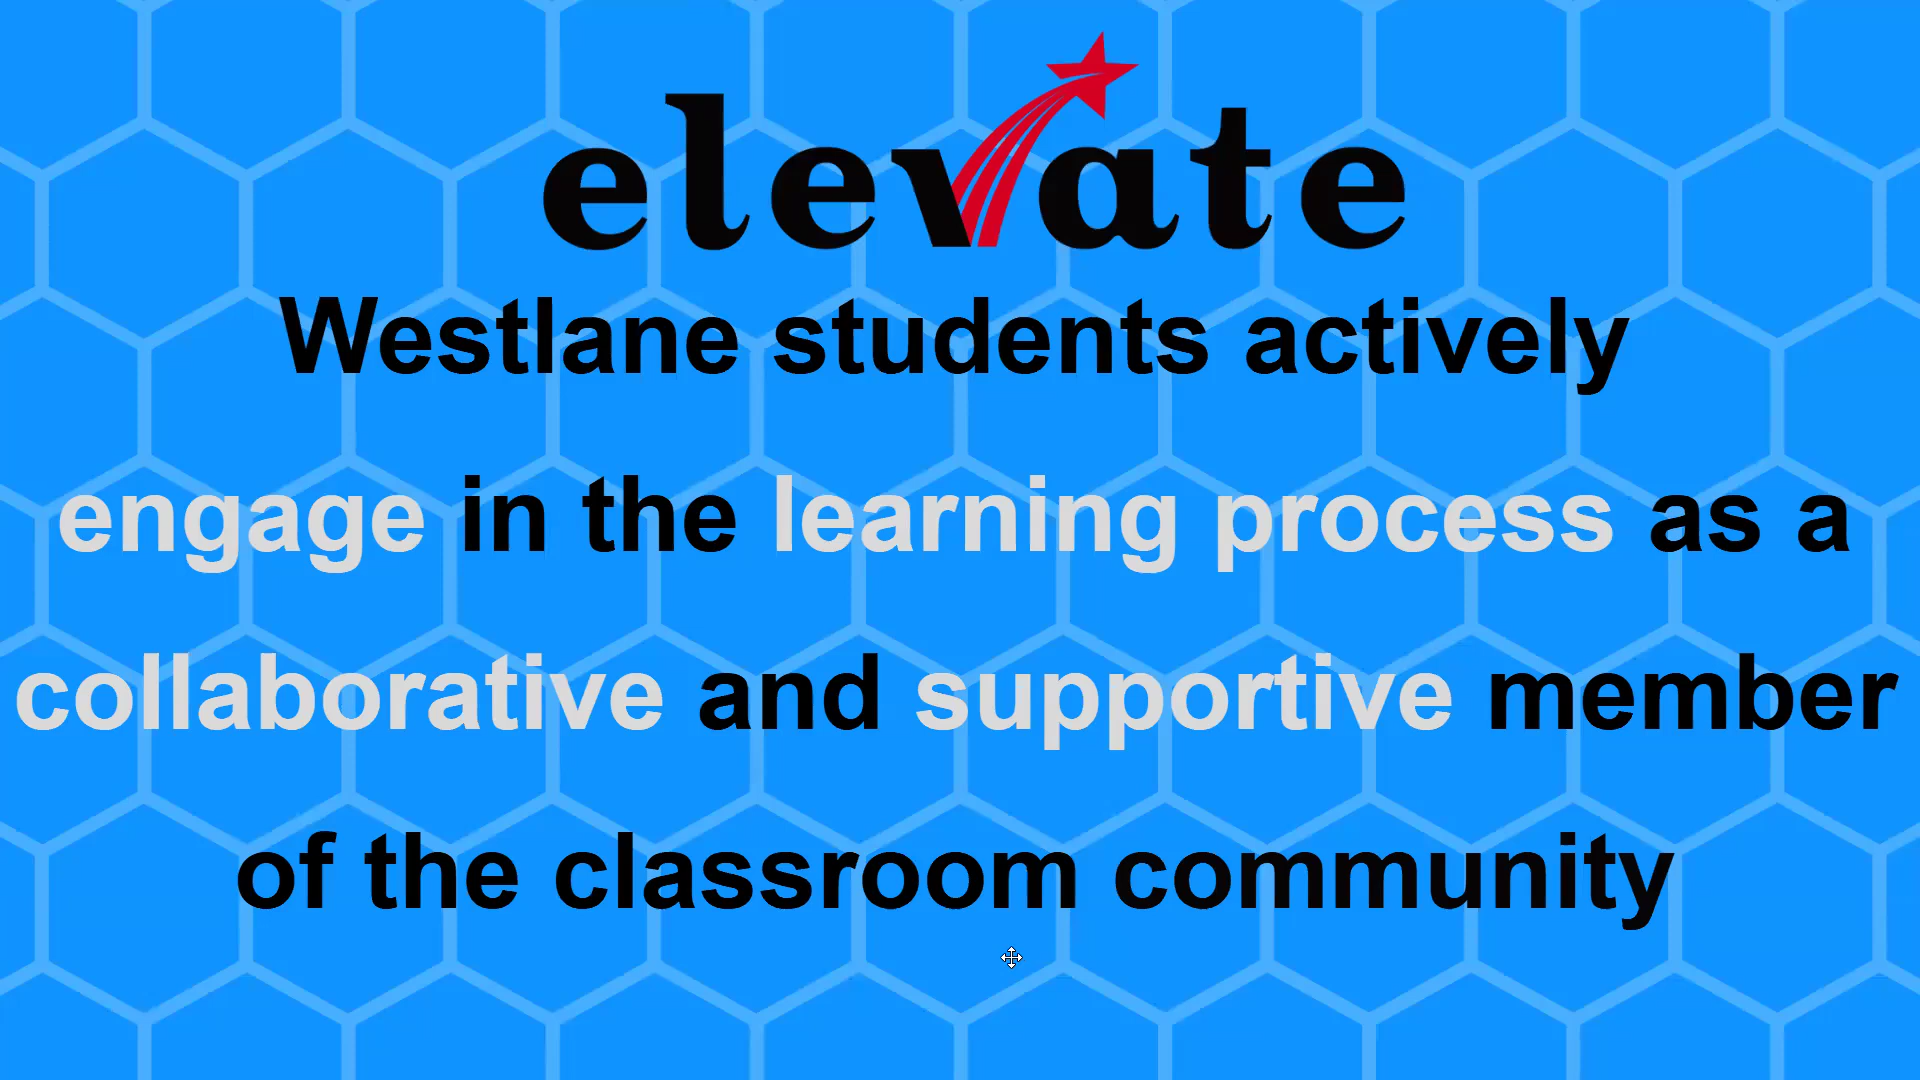 elevate
Westlane students actively
engage in the learning process as a
collaborative and supportive member
of the classroom community